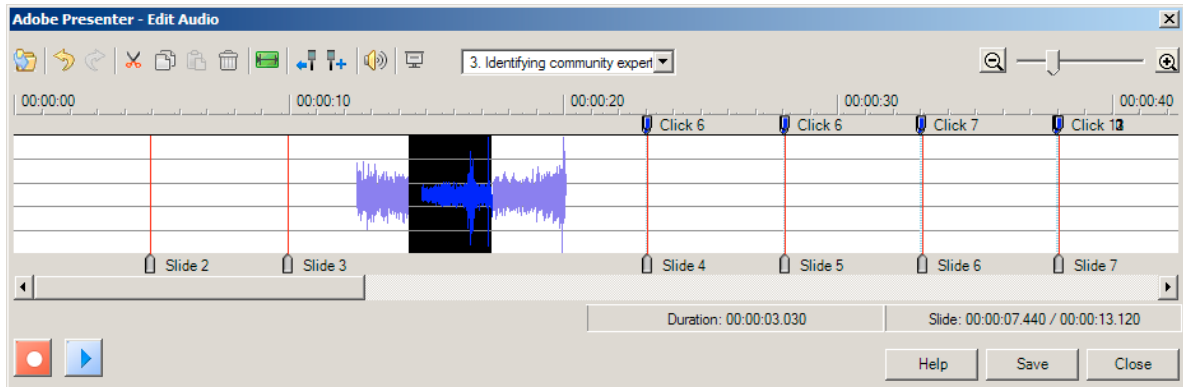 Adobe Presenter - Edit Audio
3. Identifying community expert
00:00:00 00:00:10 00:00:20 00:00:30 00:00:40
Click 6 Click 6 Click 7 Click
Slide 2 Slide 3 Slide 4 Slide 5 Slide 6 Slide 7
Duration: 00:00:03.030 Slide: 00:00:07.440 / 00:00:13.120
Help Save Close